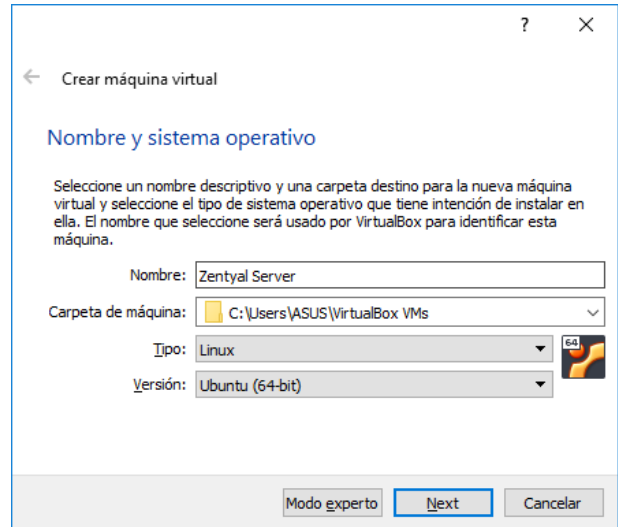 ?
Crear máquina virtual
Nombre y sistema operativo
Seleccione un nombre descriptivo y una carpeta destino para la nueva máquina
virtual y seleccione el tipo de sistema operativo que tiene intención de instalar en
ella. El nombre que seleccione será usado por VirtualBox para identificar esta
máquina.
Nombre: Zentyal Server
Carpeta de máquina: C:\Users\ASUS\VirtualBox VMs
Tipo: Linux
64
Versión: Ubuntu (64-bit)
Modo experto Next Cancelar